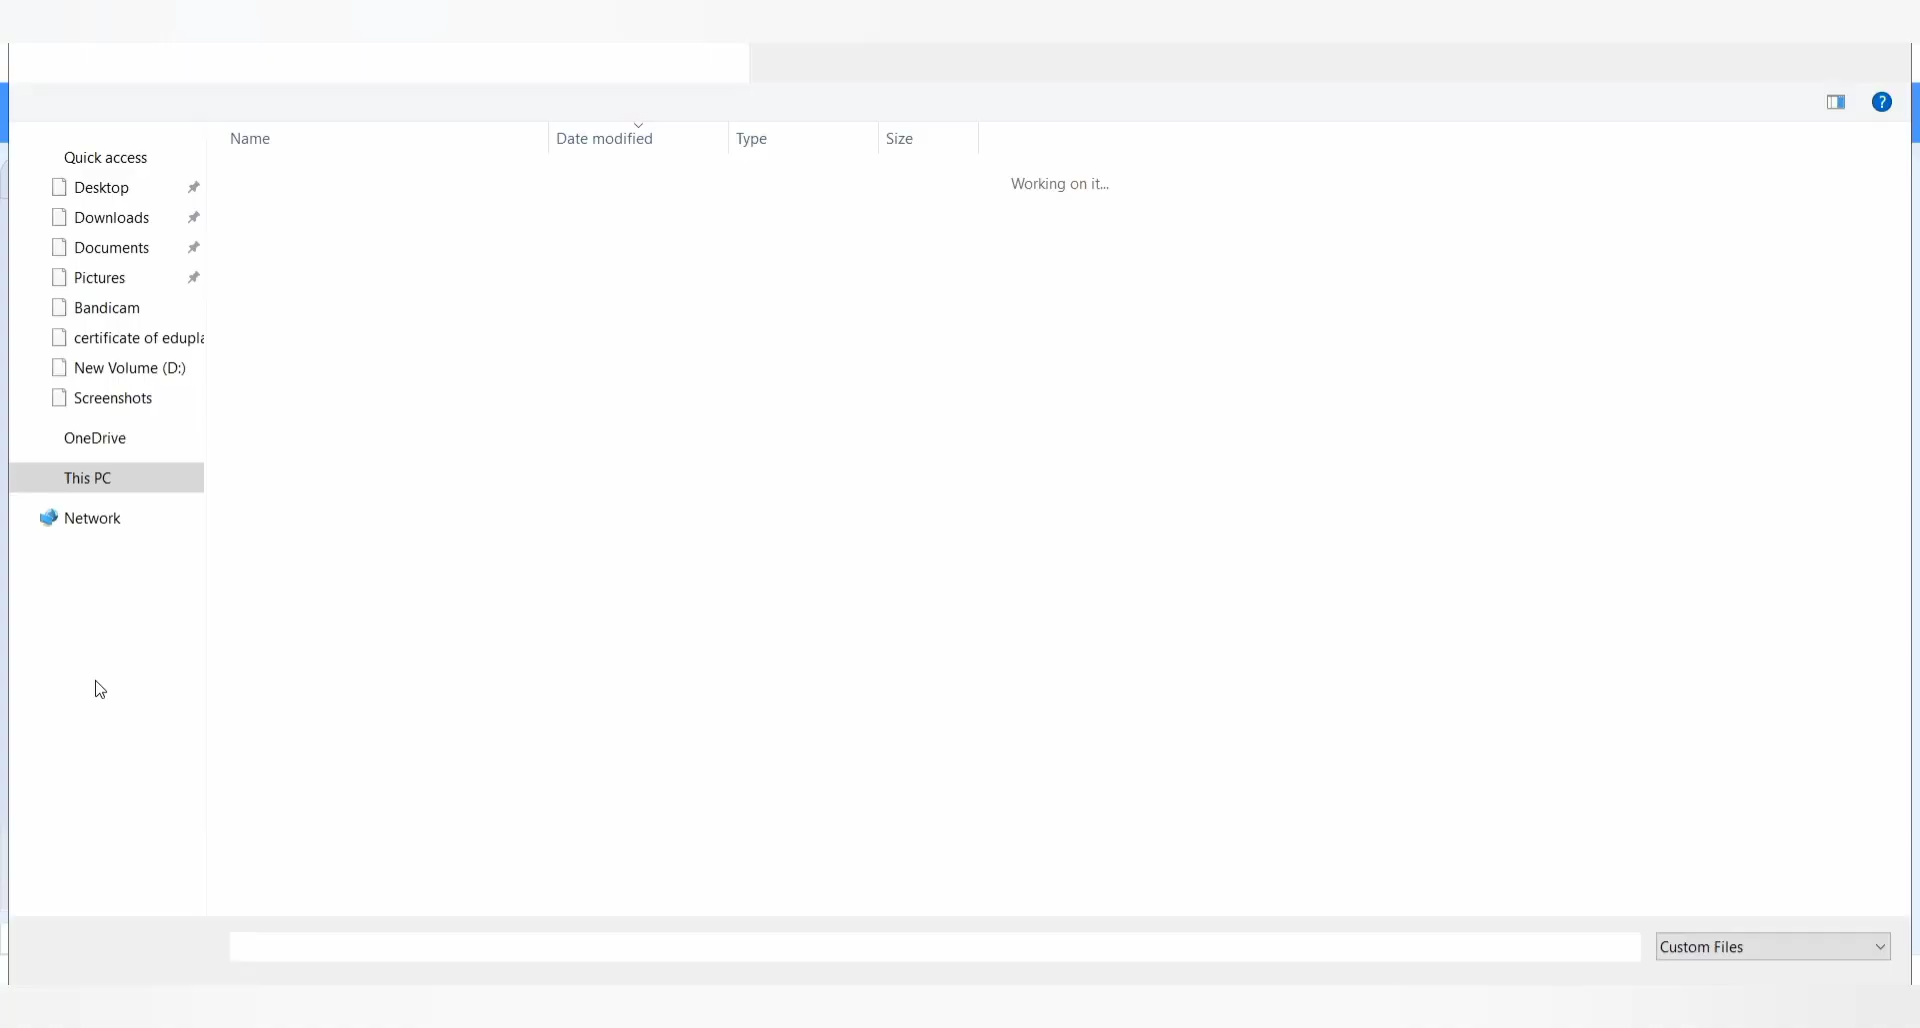 ?
Name
Date modified
Type
Size
Working on it...
Quick access
Desktop
Downloads
Documents
Pictures
Bandicam
certificate of edupla
New Volume (D:)
Screenshots
OneDrive
This PC
Network
Custom Files